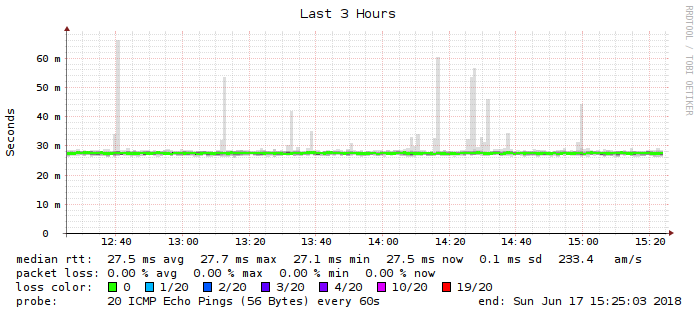 Last 3 Hours
RRDTOOL / TOBI OETIKER
Seconds
60 m
50 m
40 m
30 m
20 m
10 m
0
12:40 13:00 13:20 13:40 14:00 14:20 14:40 15:00 15:20
median rtt: 27.5 ms avg 27.7 ms max 27.1 ms min 27.5 ms now 0.1 ms sd 233.4 am/s
packet loss: 0.00 % avg 0.00 % max 0.00 % min 0.00 % now
loss color: 0 1/20 2/20 3/20 4/20 10/20 19/20
probe: 20 ICMP Echo Pings (56 Bytes) every 60s end: Sun Jun 17 15:25:03 2018